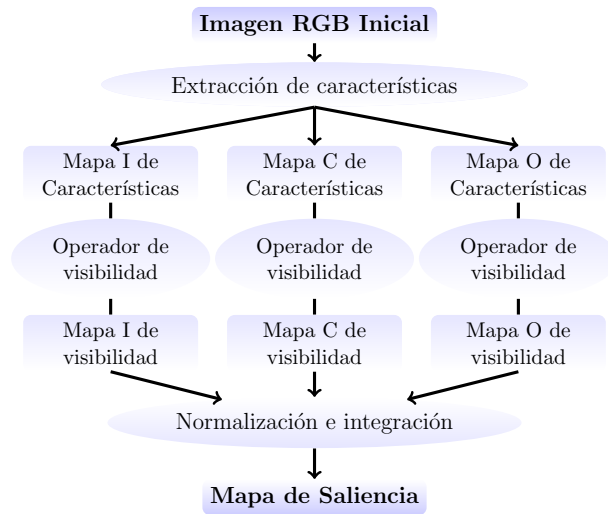 Imagen RGB Inicial
Extracción de características
Mapa I de
Características
Mapa C de
Características
Mapa O de
Características
Operador de
visibilidad
Operador de
visibilidad
Operador de
visibilidad
Mapa I de
visibilidad
Mapa C de
visibilidad
Mapa O de
visibilidad
Normalización e integración
Mapa de Saliencia